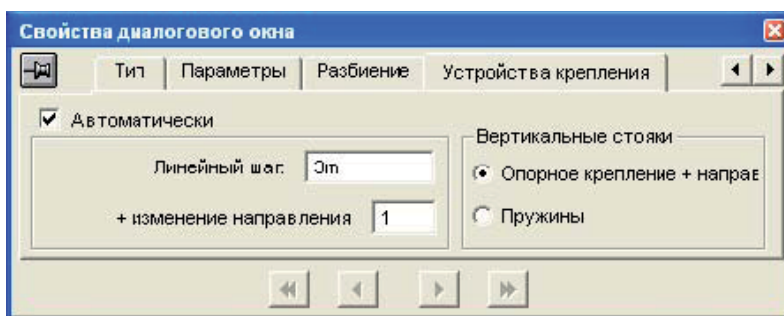 Свойства диалогового окна
Тип Параметры Разбиение Устройства крепления
Автоматически
Линейный шаг.
+ изменение направления 1
Вертикальные стояки
Опорное крепление + направ
Пружины